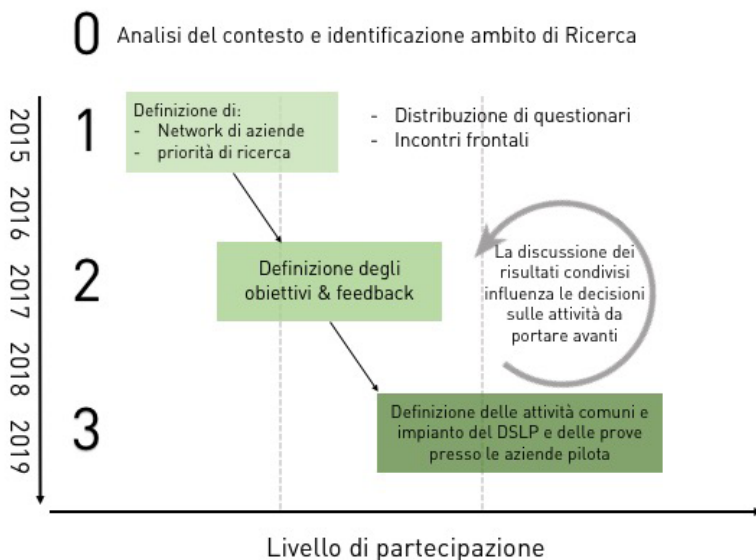 0 Analisi del contesto e identificazione ambito di Ricerca
1
Definizione di:
- Network di aziende
- priorità di ricerca
- Distribuzione di questionari
- Incontri frontali
2015
2016
2017
2018
2019
2
Definizione degli
obiettivi & feedback
La discussione dei
risultati condivisi
influenza le decisioni
sulle attività da
portare avanti
3
Definizione delle attività comuni e
impianto del DSLP e delle prove
presso le aziende pilota
Livello di partecipazione